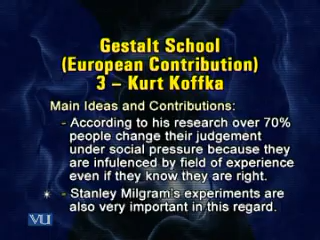 Gestalt School
(European Contribution)
3 – Kurt Koffka
Main Ideas and Contributions:
- According to his research over 70%
people change their judgement
under social pressure because they
are infulenced by field of experience
even if they know they are right.
- Stanley Milgram's experiments are
also very important in this regard.
VU